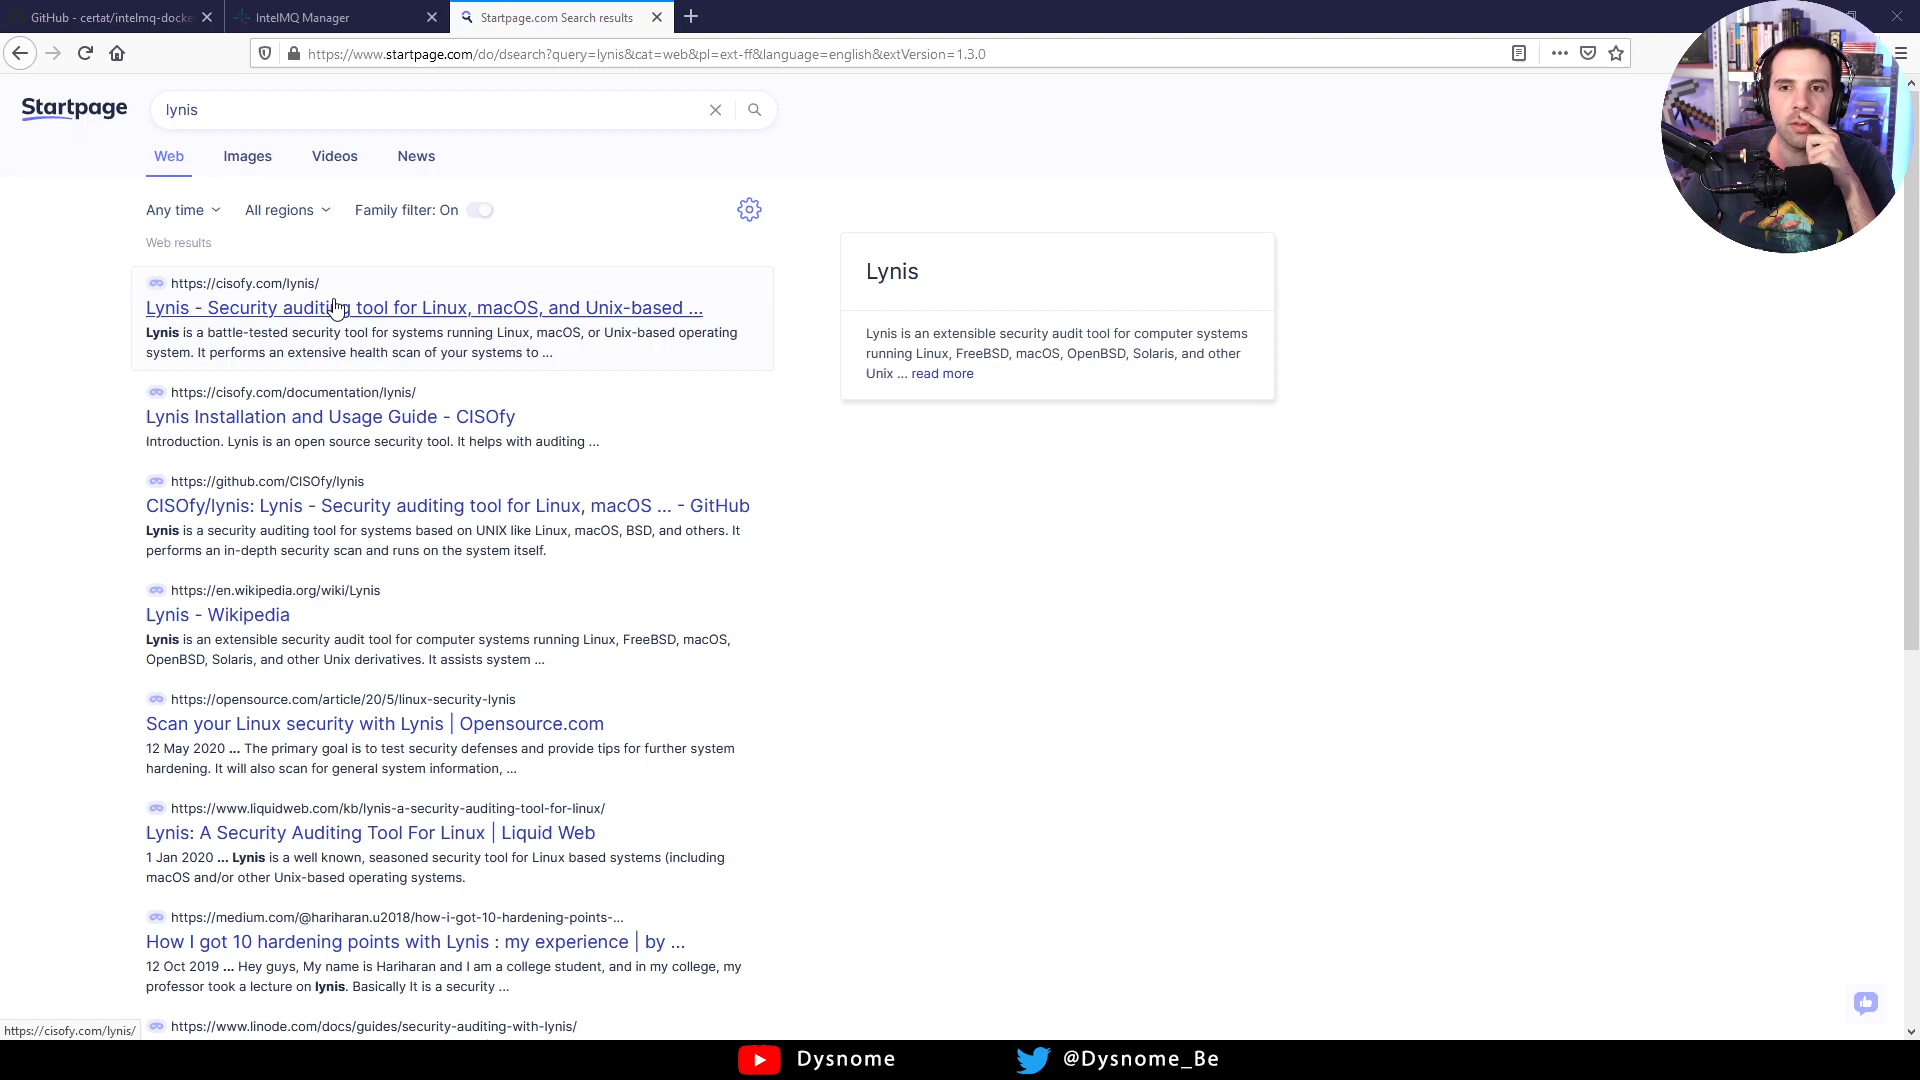 GitHub - certat/intelmq-docke
IntelMQ Manager
Startpage.com Search results
https://www.startpage.com/do/dsearch?query=lynis&cat=web&pl=ext-ff&language=english&extVersion=1.3.0
Startpage
lynis
Web
Images
Videos
News
Any time
All regions
Family filter: On
Web results
https://cisofy.com/lynis/
Lynis - Security auditing tool for Linux, macOS, and Unix-based ...
Lynis is a battle-tested security tool for systems running Linux, macOS, or Unix-based operating
system. It performs an extensive health scan of your systems to ...
https://cisofy.com/documentation/lynis/
Lynis Installation and Usage Guide - CISOfy
Introduction. Lynis is an open source security tool. It helps with auditing ...
https://github.com/CISOfy/lynis
CISOfy/lynis: Lynis - Security auditing tool for Linux, macOS ... - GitHub
Lynis is a security auditing tool for systems based on UNIX like Linux, macOS, BSD, and others. It
performs an in-depth security scan and runs on the system itself.
https://en.wikipedia.org/wiki/Lynis
Lynis - Wikipedia
Lynis is an extensible security audit tool for computer systems running Linux, FreeBSD, macOS,
OpenBSD, Solaris, and other Unix derivatives. It assists system ...
https://opensource.com/article/20/5/linux-security-lynis
Scan your Linux security with Lynis | Opensource.com
12 May 2020 ... The primary goal is to test security defenses and provide tips for further system
hardening. It will also scan for general system information, ...
https://www.liquidweb.com/kb/lynis-a-security-auditing-tool-for-linux/
Lynis: A Security Auditing Tool For Linux | Liquid Web
1 Jan 2020 ... Lynis is a well known, seasoned security tool for Linux based systems (including
macOS and/or other Unix-based operating systems.
https://medium.com/@hariharan.u2018/how-i-got-10-hardening-points-...
How I got 10 hardening points with Lynis : my experience | by ...
12 Oct 2019 ... Hey guys, My name is Hariharan and I am a college student, and in my college, my
professor took a lecture on lynis. Basically It is a security ...
https://www.linode.com/docs/guides/security-auditing-with-lynis/
Lynis
Lynis is an extensible security audit tool for computer systems
running Linux, FreeBSD, macOS, OpenBSD, Solaris, and other
Unix ... read more
https://cisofy.com/lynis/
Dysnome
@Dysnome_Be